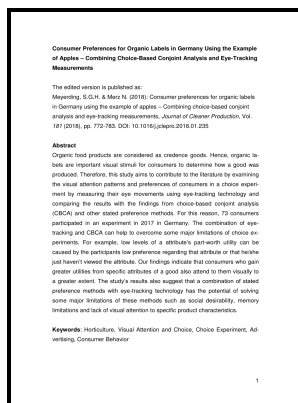 Consumer Preferences for Organic Labels in Germany Using the Example
of Apples – Combining Choice-Based Conjoint Analysis and Eye-Tracking
Measurements
The edited version is published as:
Meyerding, S.G.H. & Merz N. (2018): Consumer preferences for organic labels
in Germany using the example of apples – Combining choice-based conjoint
analysis and eye-tracking measurements, Journal of Cleaner Production, Vol.
181 (2018), pp. 772-783. DOI: 10.1016/j.jclepro.2018.01.235
Abstract
Organic food products are considered as credence goods. Hence, organic la-
bels are important visual stimuli for consumers to determine how a good was
produced. Therefore, this study aims to contribute to the literature by examining
the visual attention patterns and preferences of consumers in a choice experi-
ment by measuring their eye movements using eye-tracking technology and
comparing the results with the findings from choice-based conjoint analysis
(CBCA) and other stated preference methods. For this reason, 73 consumers
participated in an experiment in 2017 in Germany. The combination of eye-
tracking and CBCA can help to overcome some major limitations of choice ex-
periments. For example, low levels of a attribute's part-worth utility can be
caused by the participants low preference regarding that attribute or that he/she
just haven't viewed the attribute. Our findings indicate that consumers who gain
greater utilities from specific attributes of a good also attend to them visually to
a greater extent. The study's results also suggest that a combination of stated
preference methods with eye-tracking technology has the potential of solving
some major limitations of these methods such as social desirability, memory
limitations and lack of visual attention to specific product characteristics.
Keywords: Horticulture, Visual Attention and Choice, Choice Experiment, Ad-
vertising, Consumer Behavior
1